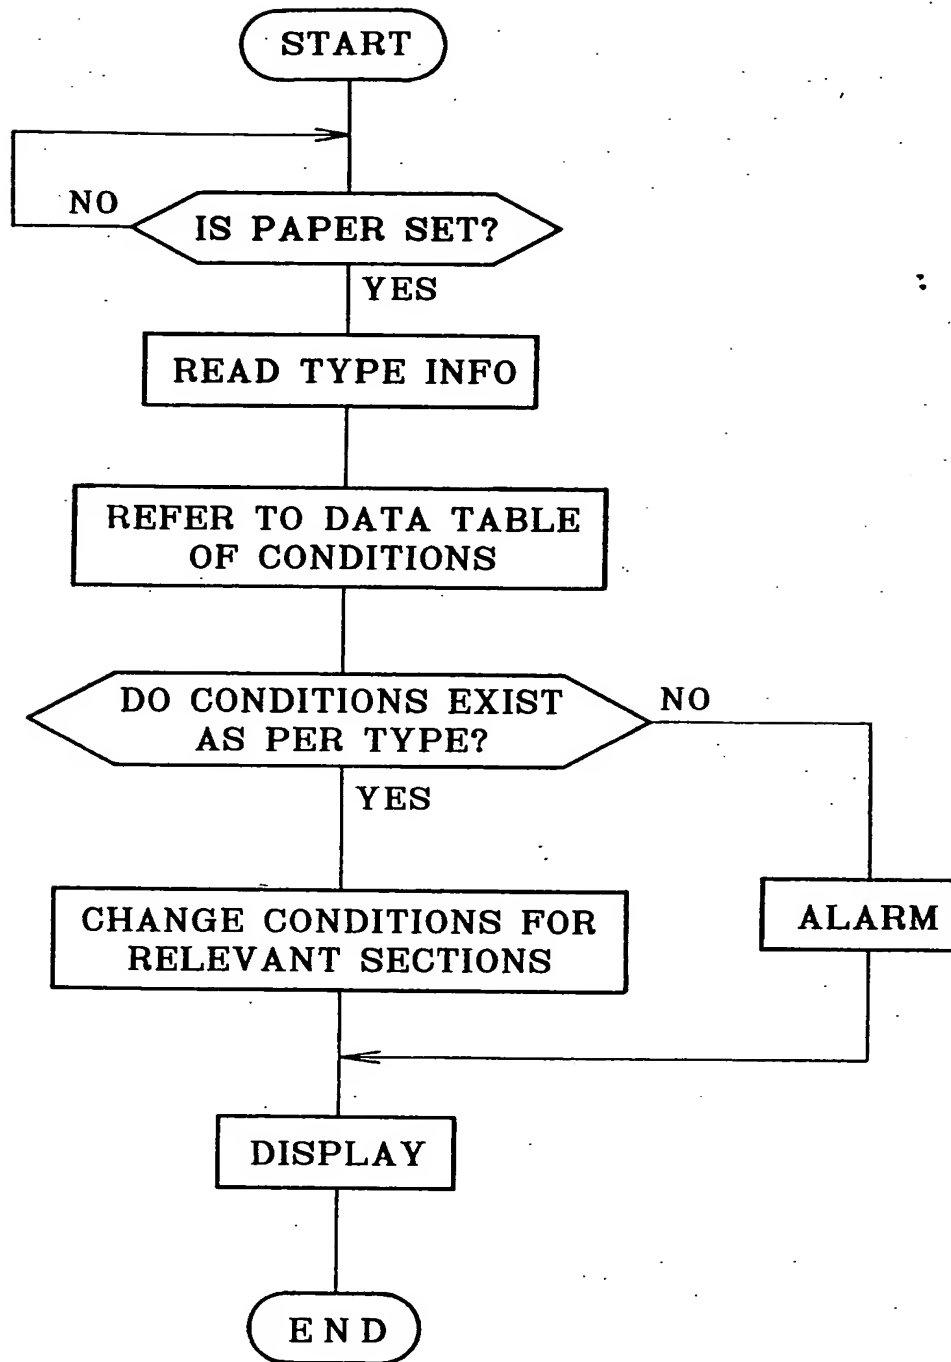 START
NO
IS PAPER SET?
YES
READ TYPE INFO
REFER TO DATA TABLE
OF CONDITIONS
DO CONDITIONS EXIST
AS PER TYPE?
NO
YES
CHANGE CONDITIONS FOR
RELEVANT SECTIONS
ALARM
DISPLAY
END